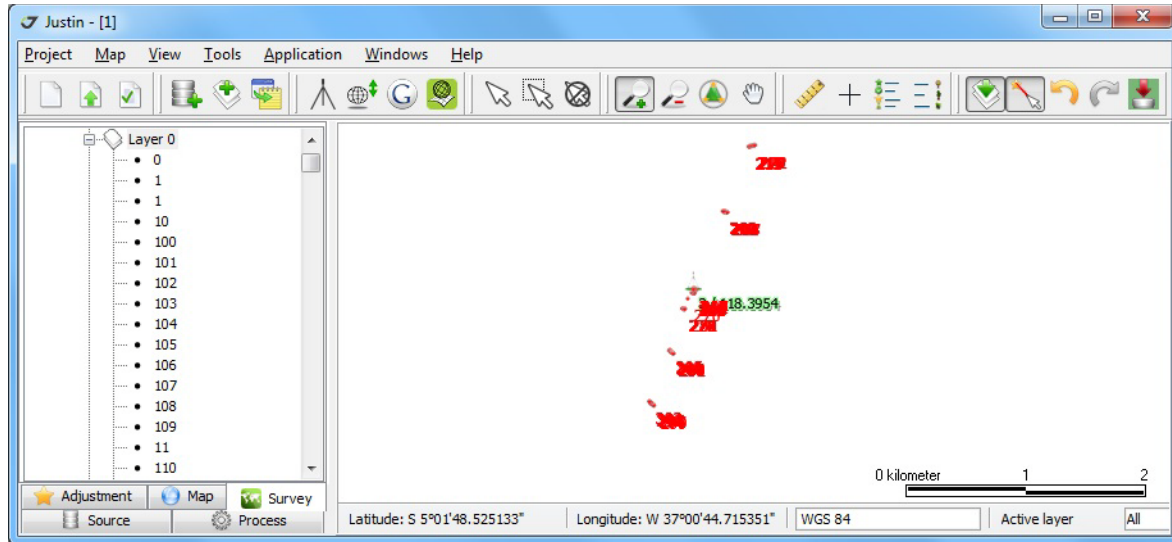 Justin - [1]
Project Map View Tools Application Windows Help
Layer 0
0
1
1
10
100
101
102
103
104
105
106
107
108
109
11
110
18.3954
0 kilometer 1 2
Adjustment Map Survey
Source Process
Latitude: S 5°01'48.525133" Longitude: W 37°00'44.715351" WGS 84 Active layer All